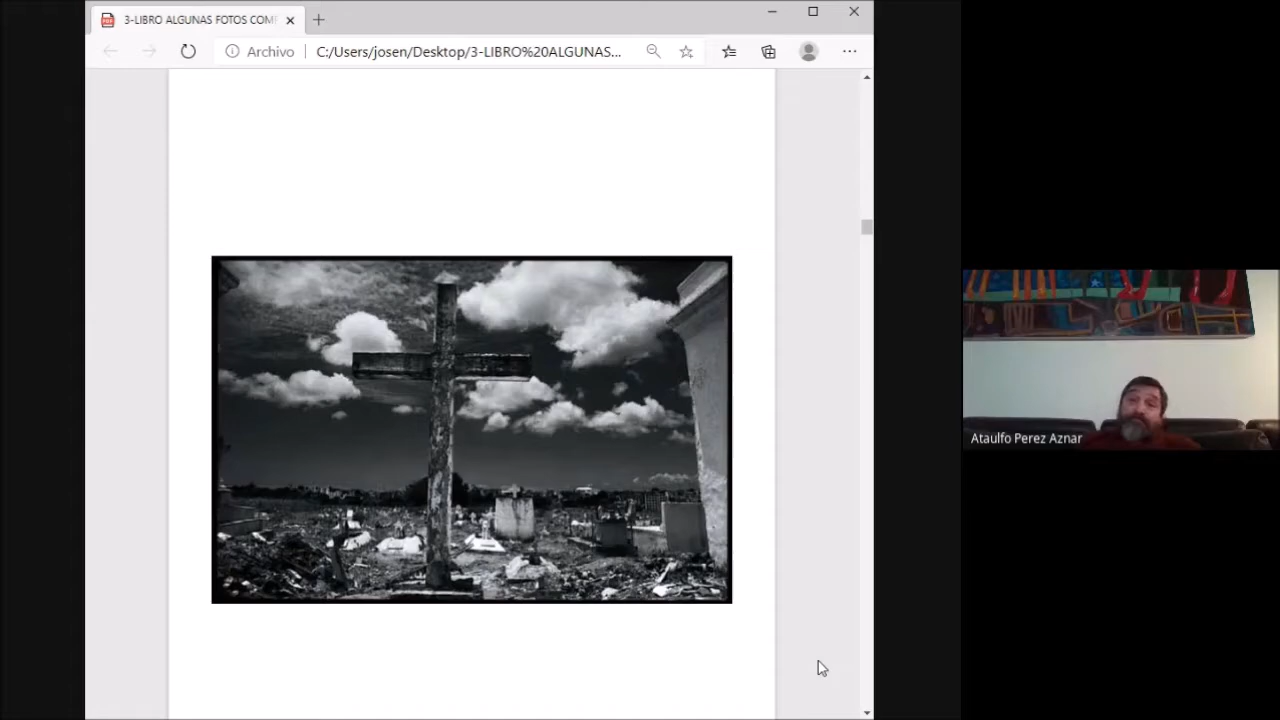 3-LIBRO ALGUNAS FOTOS COM
Archivo
C:/Users/josen/Desktop/3-LIBRO%20ALGUNAS...
Ataulfo Perez Aznar